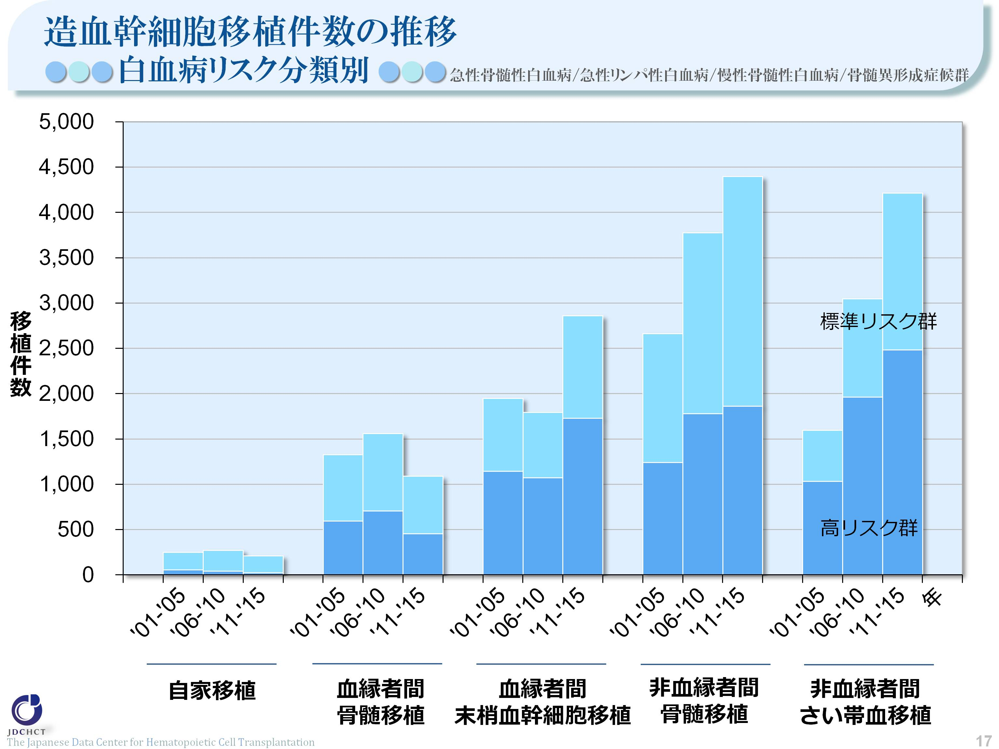 造血幹細胞移植件数の推移
白血病リスク分類別 急性骨髄性白血病/急性リンパ性白血病/慢性骨髄性白血病/骨髄異形成症候群
5,000
4,500
4,000
3,500
3,000
2,500
2,000
1,500
1,000
500
0
移植件数
標準リスク群
高リスク群
'01-'05 '06-'10 '11-'15 '01-'05 '06-'10 '11-'15 '01-'05 '06-'10 '11-'15 '01-'05 '06-'10 '11-'15 '01-'05 '06-'10 '11-'15 年
自家移植
血縁者間
骨髄移植
血縁者間
末梢血幹細胞移植
非血縁者間
骨髄移植
非血縁者間
さい帯血移植
JDCHCT
The Japanese Data Center for Hematopoietic Cell Transplantation
17